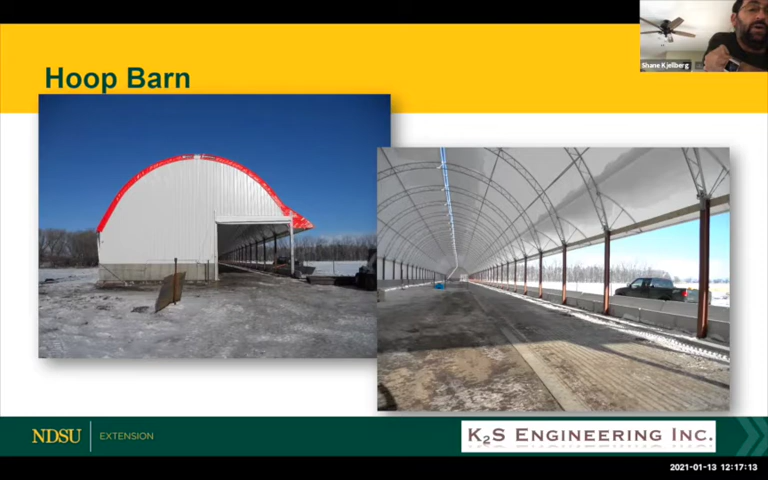 Hoop Barn
Shane Kjellberg
NDSU EXTENSION
K2S ENGINEERING INC.
2021-01-13 12:17:13